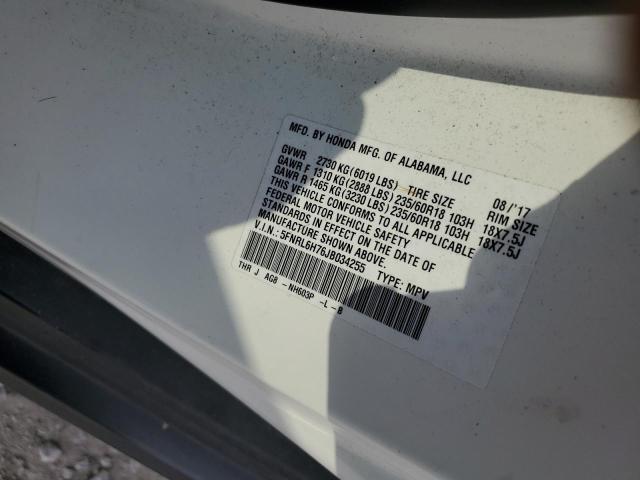 MFD. BY HONDA MFG. OF ALABAMA, LLC 08/'17
GVWR 2730 KG(6019 LBS) TIRE SIZE RIM SIZE
GAWR F 1310 KG(2888 LBS) 235/60R18 103H 18X7.5J
GAWR R 1465 KG(3230 LBS) 235/60R18 103H 18X7.5J
THIS VEHICLE CONFORMS TO ALL APPLICABLE
FEDERAL MOTOR VEHICLE SAFETY
STANDARDS IN EFFECT ON THE DATE OF
MANUFACTURE SHOWN ABOVE.
V.I.N.: 5FNRL6H76JB034255 TYPE: MPV
THR J AG8 -NH603P -L-B